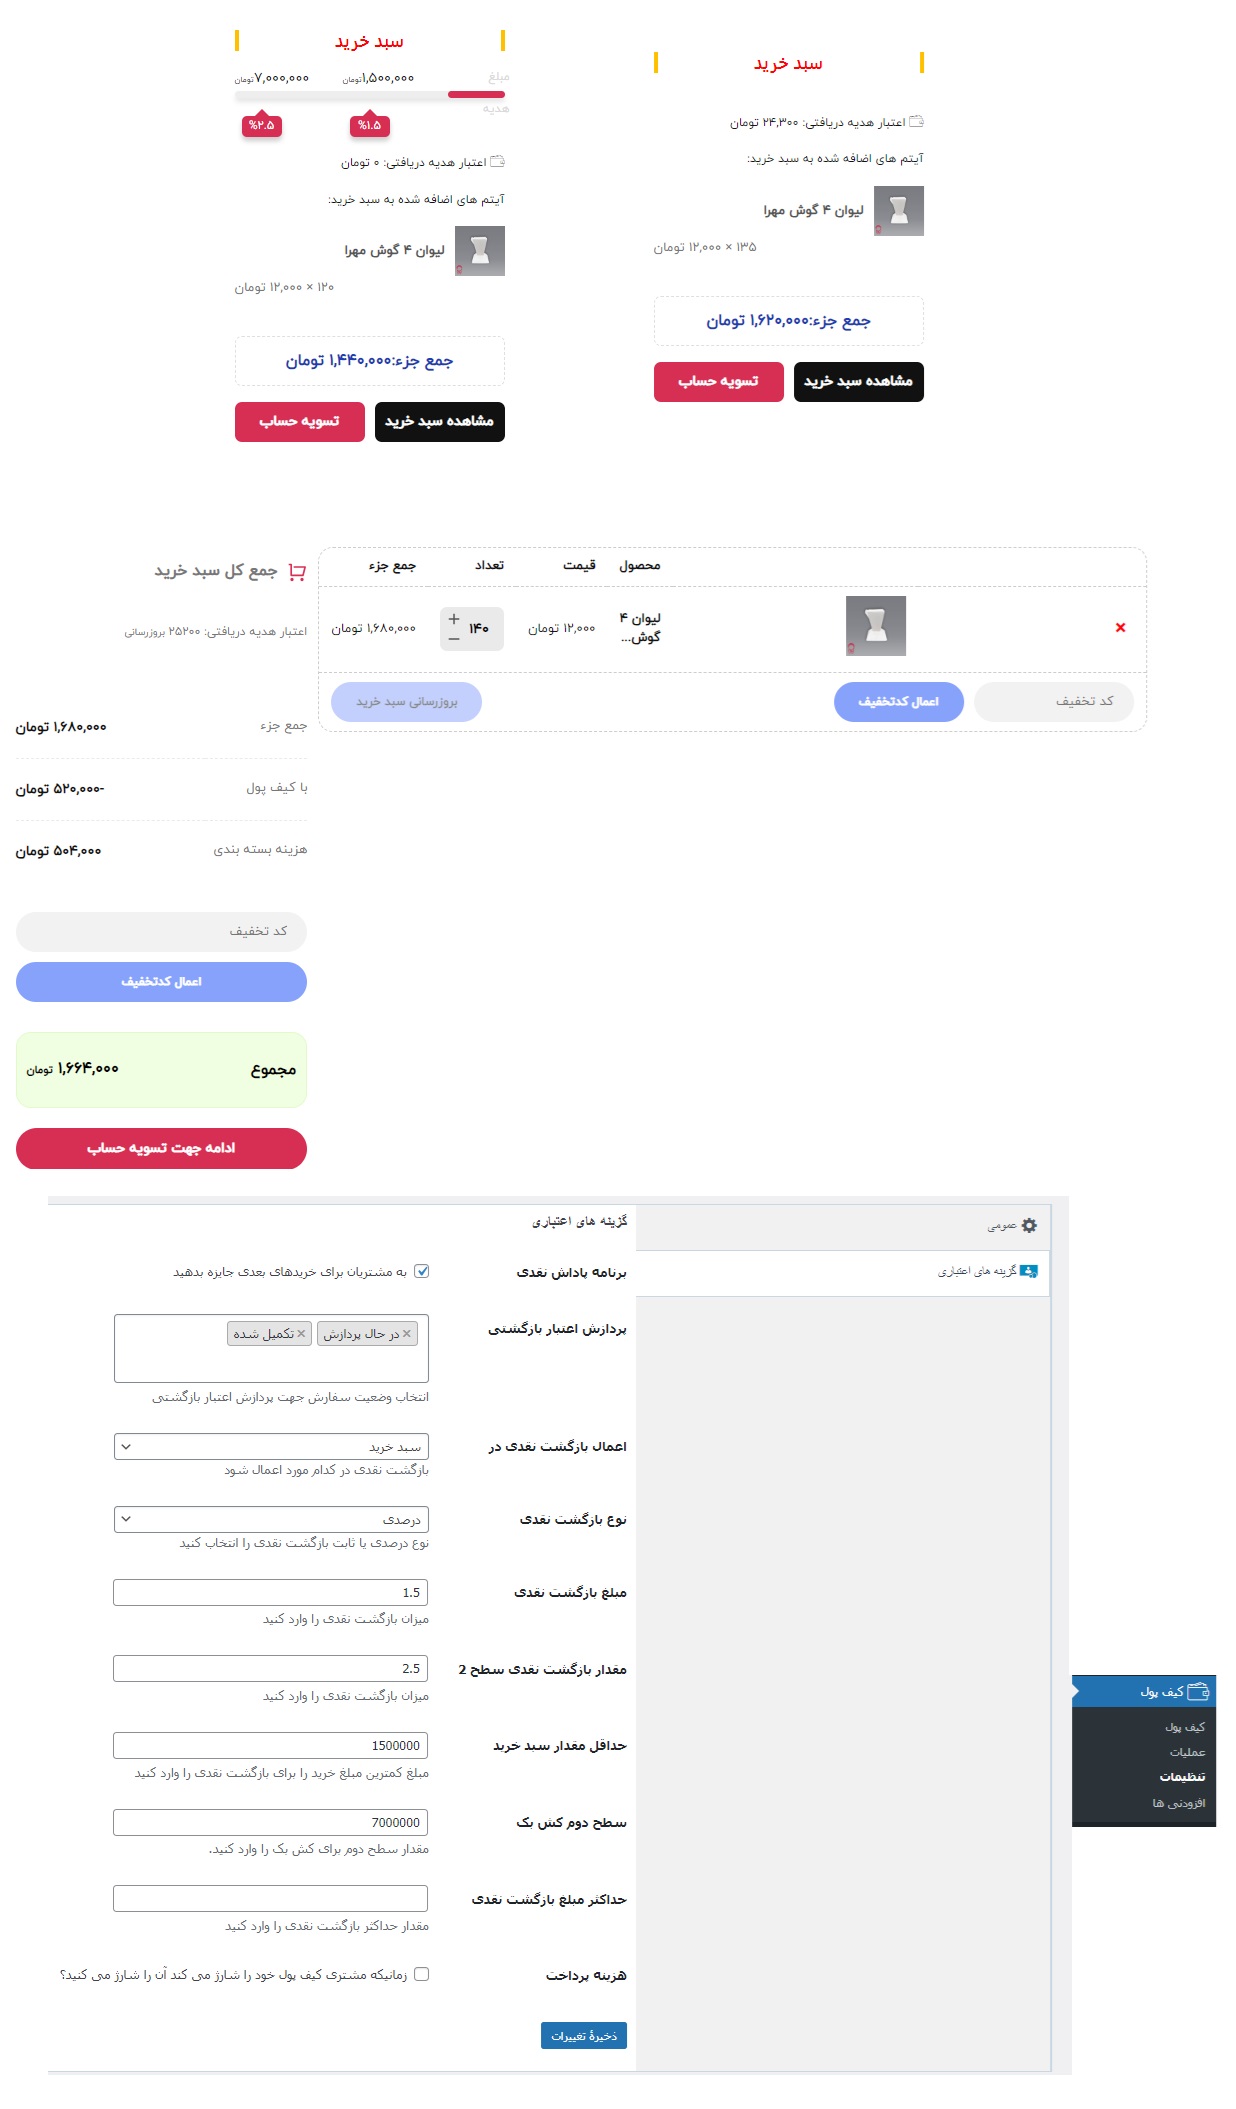 سبد خرید
مبلغ ۱,۵۰۰,۰۰۰تومان ۷,۰۰۰,۰۰۰تومان
هدیه
%۱.۵ %۲.۵
اعتبار هدیه دریافتی: ۰ تومان
آیتم های اضافه شده به سبد خرید:
لیوان ۴ گوش مهرا
۱۲۰ × ۱۲,۰۰۰ تومان
جمع جزء:۱,۴۴۰,۰۰۰ تومان
مشاهده سبد خرید تسویه حساب
سبد خرید
اعتبار هدیه دریافتی: ۲۴,۳۰۰ تومان
آیتم های اضافه شده به سبد خرید:
لیوان ۴ گوش مهرا
۱۳۵ × ۱۲,۰۰۰ تومان
جمع جزء:۱,۶۲۰,۰۰۰ تومان
مشاهده سبد خرید تسویه حساب
محصول قیمت تعداد جمع جزء
× لیوان ۴ گوش... ۱۲,۰۰۰ تومان + ۱۴۰ − ۱,۶۸۰,۰۰۰ تومان
کد تخفیف اعمال کدتخفیف بروزرسانی سبد خرید
جمع کل سبد خرید
اعتبار هدیه دریافتی: ۲۵۲۰۰ بروزرسانی
جمع جزء ۱,۶۸۰,۰۰۰ تومان
با کیف پول -۵۲۰,۰۰۰ تومان
هزینه بسته بندی ۵۰۴,۰۰۰ تومان
کد تخفیف
اعمال کدتخفیف
مجموع ۱,۶۶۴,۰۰۰ تومان
ادامه جهت تسویه حساب
عمومی
گزینه های اعتباری
گزینه های اعتباری
برنامه پاداش نقدی به مشتریان برای خریدهای بعدی جایزه بدهید
پردازش اعتبار بازگشتی ×در حال پردازش ×تکمیل شده
انتخاب وضعیت سفارش جهت پردازش اعتبار بازگشتی
اعمال بازگشت نقدی در سبد خرید
بازگشت نقدی در کدام مورد اعمال شود
نوع بازگشت نقدی درصدی
نوع درصدی یا ثابت بازگشت نقدی را انتخاب کنید
مبلغ بازگشت نقدی 1.5
میزان بازگشت نقدی را وارد کنید
مقدار بازگشت نقدی سطح 2 2.5
میزان بازگشت نقدی را وارد کنید
حداقل مقدار سبد خرید 1500000
مبلغ کمترین مبلغ خرید را برای بازگشت نقدی را وارد کنید
سطح دوم کش بک 7000000
مقدار سطح دوم برای کش بک را وارد کنید.
حداکثر مبلغ بازگشت نقدی
مقدار حداکثر بازگشت نقدی را وارد کنید
هزینه پرداخت زمانیکه مشتری کیف پول خود را شارژ می کند آن را شارژ می کنید؟
ذخیرهٔ تغییرات
کیف پول
کیف پول
عملیات
تنظیمات
افزودنی ها